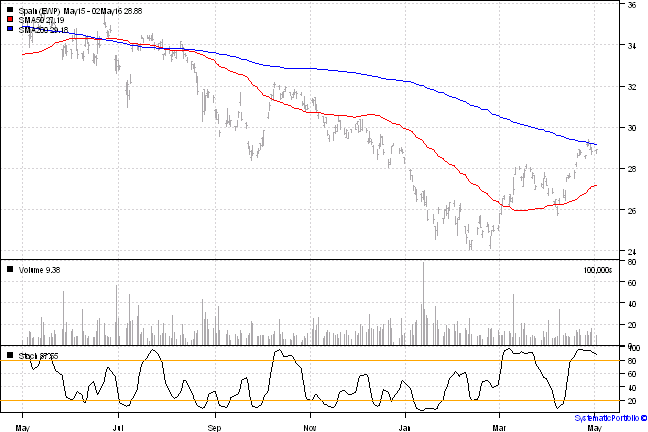 Spain (EWP) May15 - 02May16 28.88
SMA50 27.19
SMA200 29.18
36
34
32
30
28
26
24
Volume 9.38
100,000s
80
60
40
20
0
Stoch
100
80
60
40
20
May Jul Sep Nov Jan Mar May
SystematicPortfolio ©